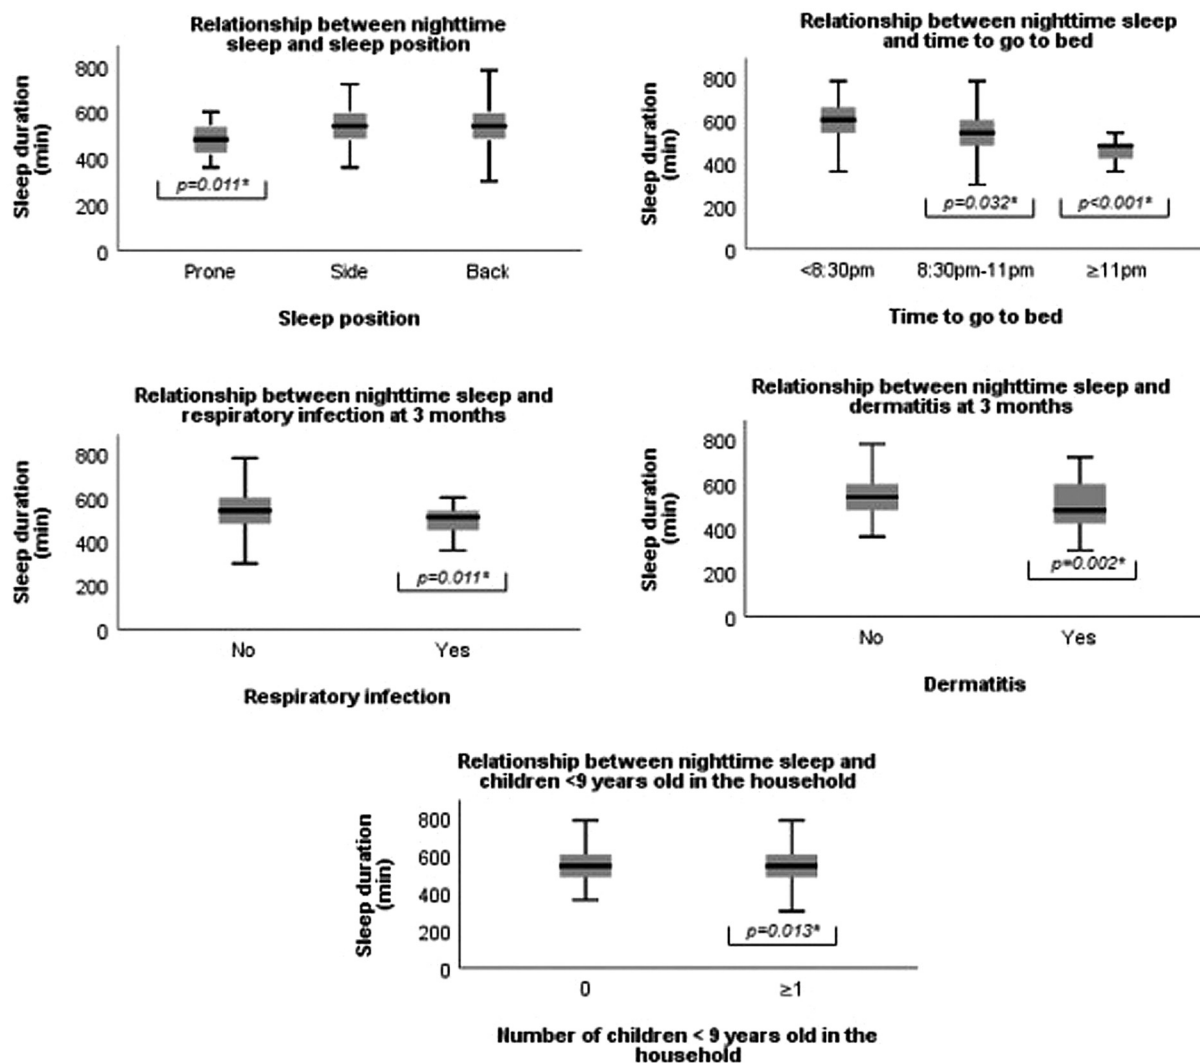 Relationship between nighttime
sleep and sleep position
Sleep duration
(min)
800
600
400
200
0
p=0.011*
Prone
Side
Back
Sleep position
Relationship between nighttime sleep
and time to go to bed
Sleep duration
(min)
800
600
400
200
0
p=0.032*
p<0.001*
<8:30pm
8:30pm-11pm
≥11pm
Time to go to bed
Relationship between nighttime sleep and
respiratory infection at 3 months
Sleep duration
(min)
800
600
400
200
0
p=0.011*
No
Yes
Respiratory infection
Relationship between nighttime sleep and
dermatitis at 3 months
Sleep duration
(min)
800
600
400
200
0
p=0.002*
No
Yes
Dermatitis
Relationship between nighttime sleep and
children <9 years old in the household
Sleep duration
(min)
800
600
400
200
0
p=0.013*
0
≥1
Number of children < 9 years old in the
household